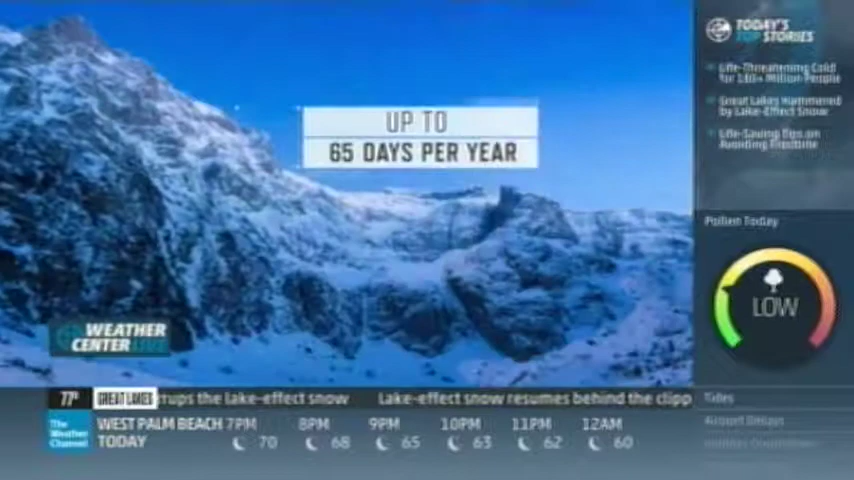 UP TO
65 DAYS PER YEAR
WEATHER
CENTER LIVE
TODAY'S
TOP STORIES
Life-Threatening Cold
for 180+ Million People
Great Lakes Hammered
by Lake-Effect Snow
Life-Saving Tips on
Avoiding Frostbite
Pollen Today
LOW
Tides
Airport Delays
77°
GREAT LAKES
rrups the lake-effect snow
Lake-effect snow resumes behind the clipp
The
Weather
Channel
WEST PALM BEACH
TODAY
7PM 8PM 9PM 10PM 11PM 12AM
70 68 65 63 62 60